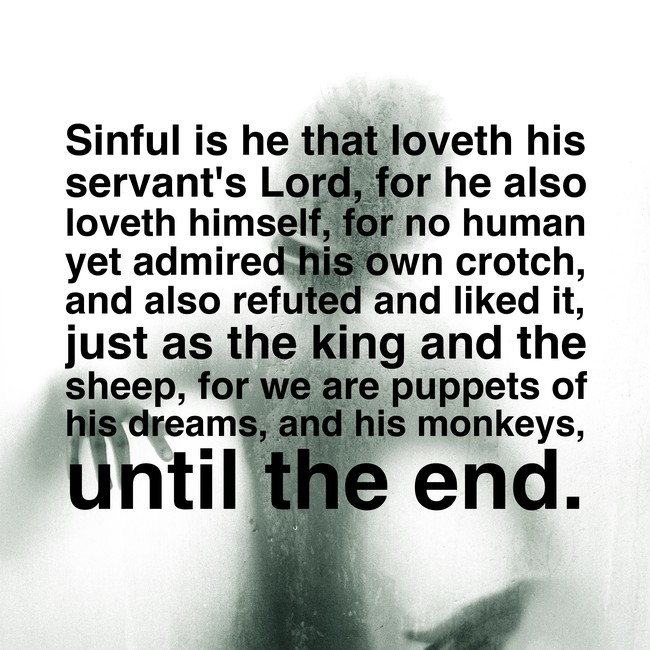 Sinful is he that loveth his
servant's Lord, for he also
loveth himself, for no human
yet admired his own crotch,
and also refuted and liked it,
just as the king and the
sheep, for we are puppets of
his dreams, and his monkeys,
until the end.